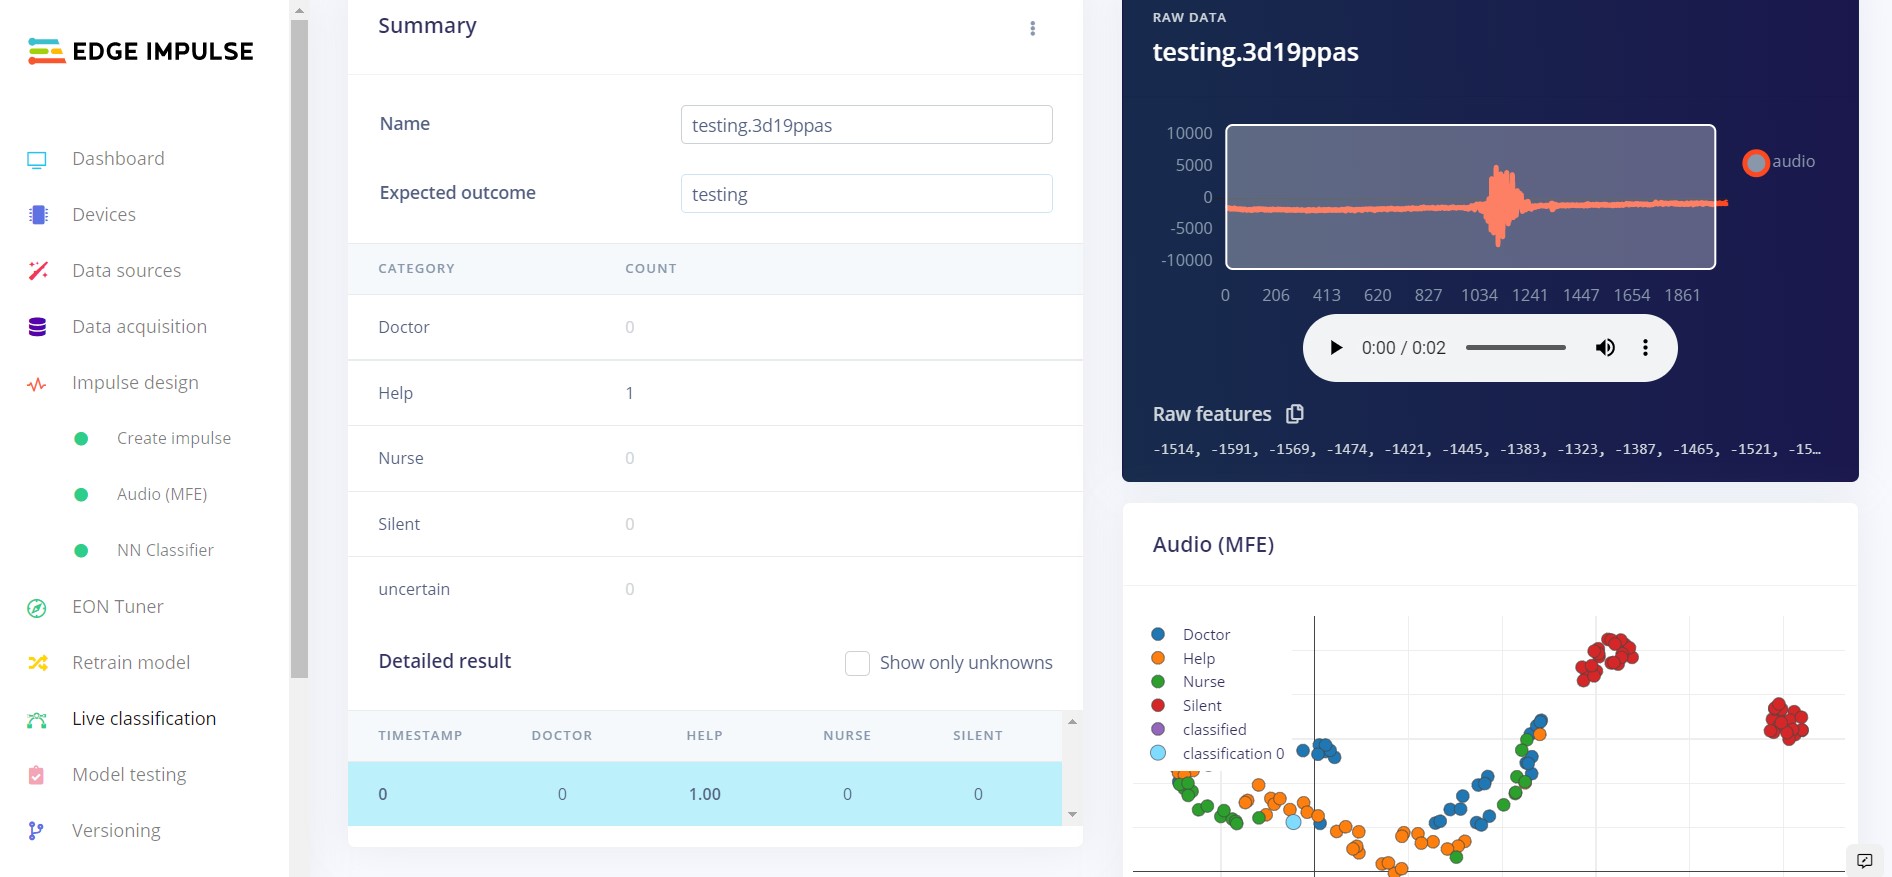 EDGE IMPULSE
Dashboard
Devices
Data sources
Data acquisition
Impulse design
Create impulse
Audio (MFE)
NN Classifier
EON Tuner
Retrain model
Live classification
Model testing
Versioning
Summary
Name
testing.3d19ppas
Expected outcome
testing
CATEGORY COUNT
Doctor 0
Help 1
Nurse 0
Silent 0
uncertain 0
Detailed result Show only unknowns
TIMESTAMP DOCTOR HELP NURSE SILENT
0 0 1.00 0 0
RAW DATA
testing.3d19ppas
10000
5000
0
-5000
-10000
audio
0 206 413 620 827 1034 1241 1447 1654 1861
0:00 / 0:02
Raw features
-1514, -1591, -1569, -1474, -1421, -1445, -1383, -1323, -1387, -1465, -1521, -15…
Audio (MFE)
Doctor
Help
Nurse
Silent
classified
classification 0